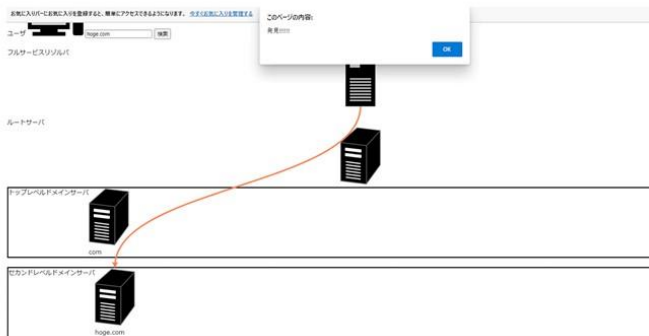 お気に入りバーにお気に入りを登録すると、簡単にアクセスできるようになります。 今すぐお気に入りを管理する
このページの内容:
発見!!!!!
OK
ユーザ
hoge.com
検索
フルサービスリゾルバ
ルートサーバ
トップレベルドメインサーバ
com
セカンドレベルドメインサーバ
hoge.com